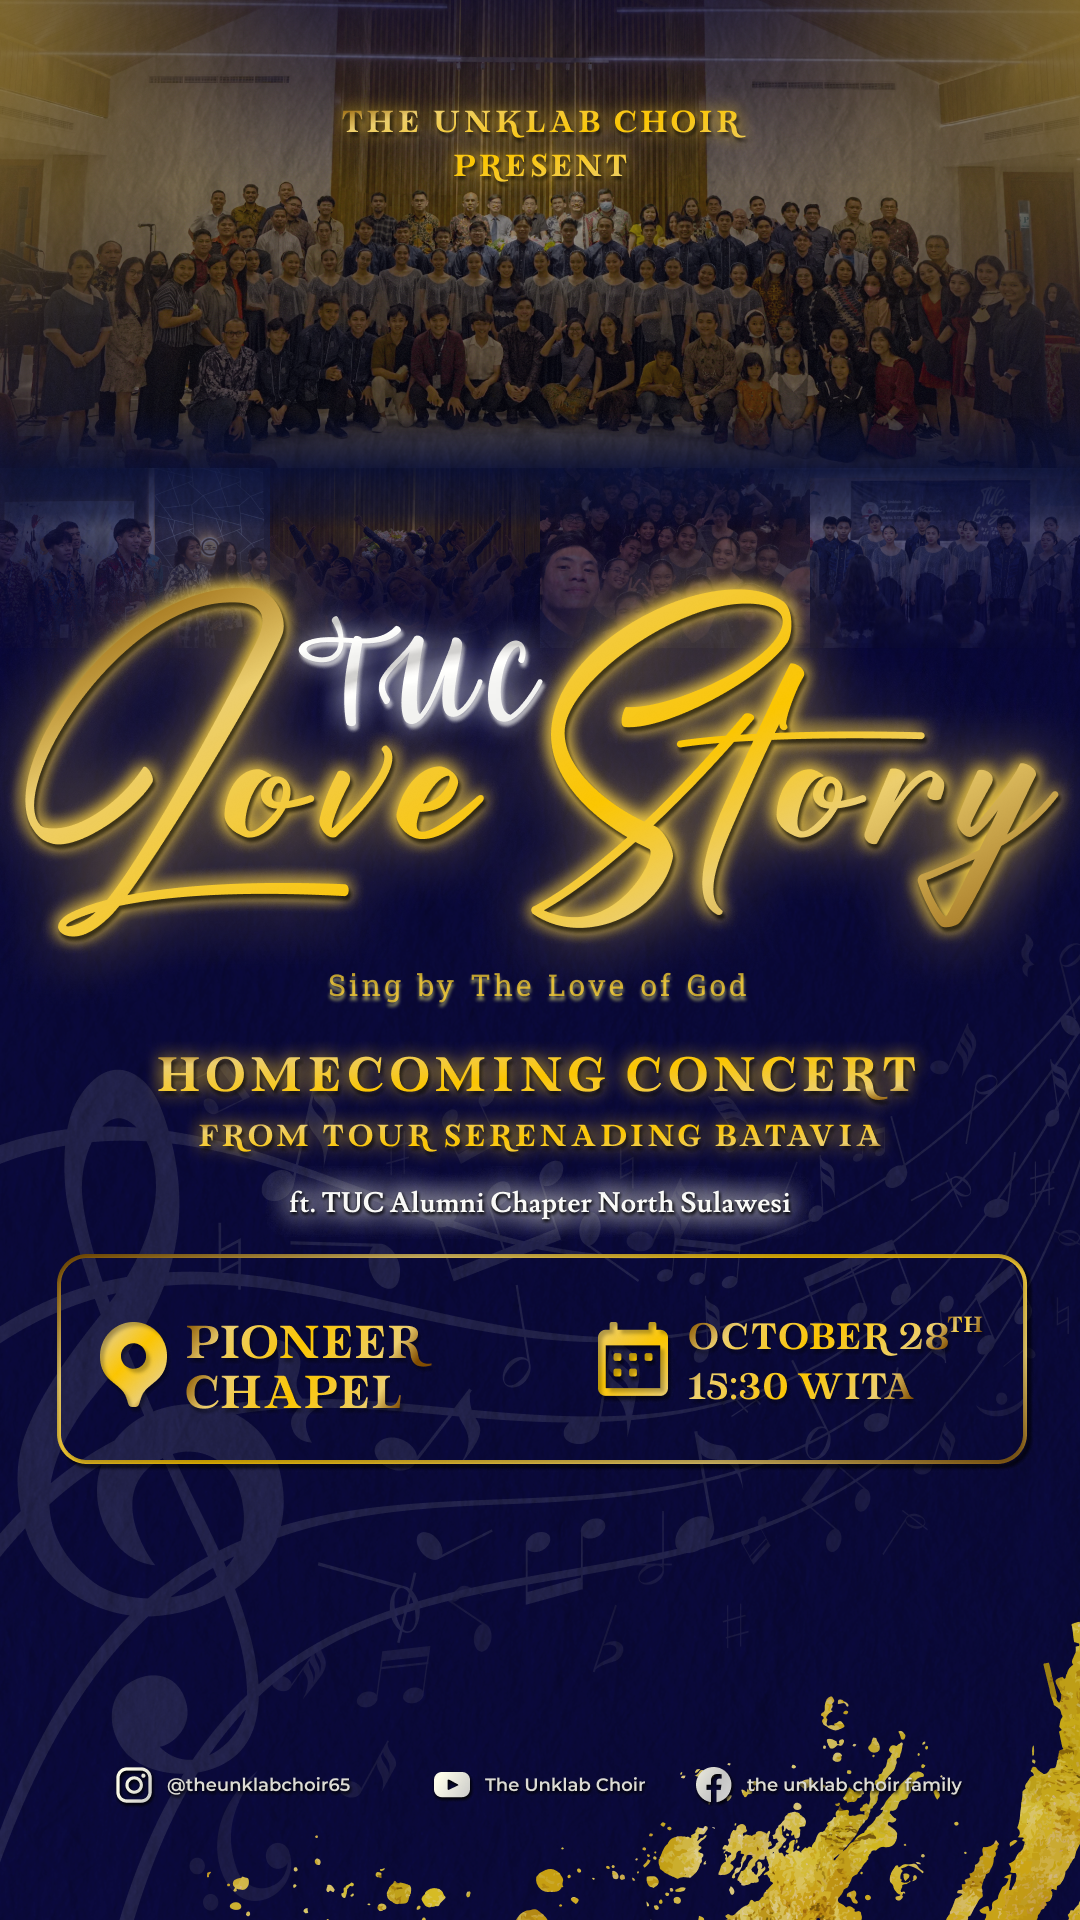 THE UNKLAB CHOIR
PRESENT
TUC
Love Story
Sing by The Love of God
HOMECOMING CONCERT
FROM TOUR SERENADING BATAVIA
ft. TUC Alumni Chapter North Sulawesi
PIONEER
CHAPEL
OCTOBER 28TH
15:30 WITA
@theunklabchoir65
The Unklab Choir
the unklab choir family